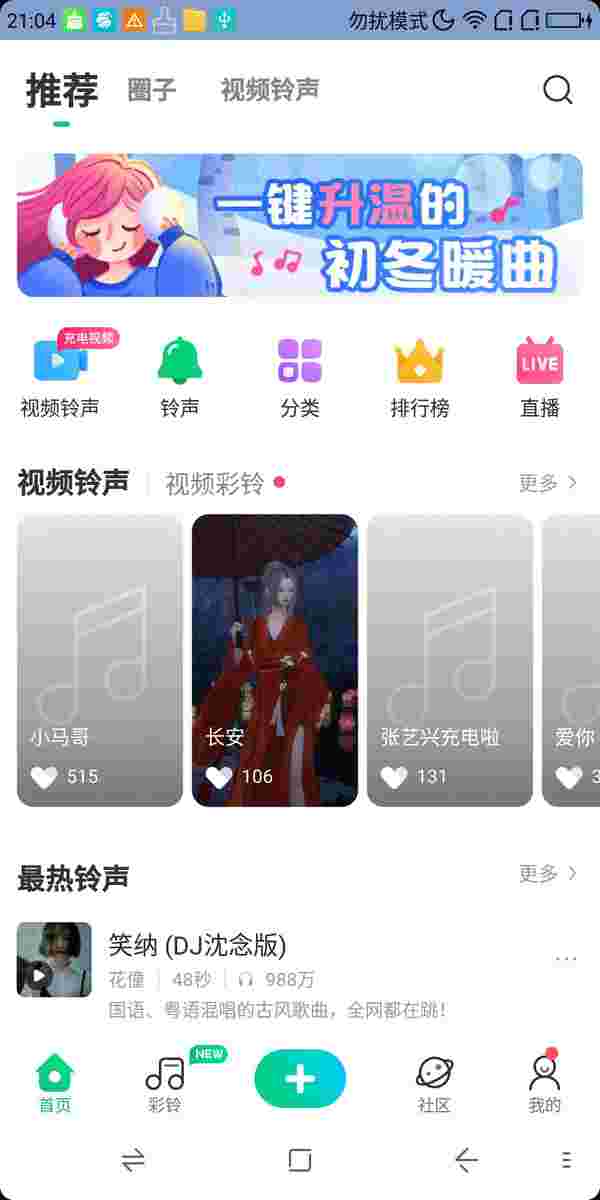 21:04 勿扰模式
推荐 圈子 视频铃声
一键升温的
初冬暖曲
充电视频
LIVE
视频铃声 铃声 分类 排行榜 直播
视频铃声 视频彩铃 更多
小马哥 长安 张艺兴充电啦 爱你
515 106 131 3
最热铃声 更多
笑纳 (DJ沈念版)
花僮 48秒 988万
国语、粤语混唱的古风歌曲，全网都在跳！
NEW
首页 彩铃 社区 我的